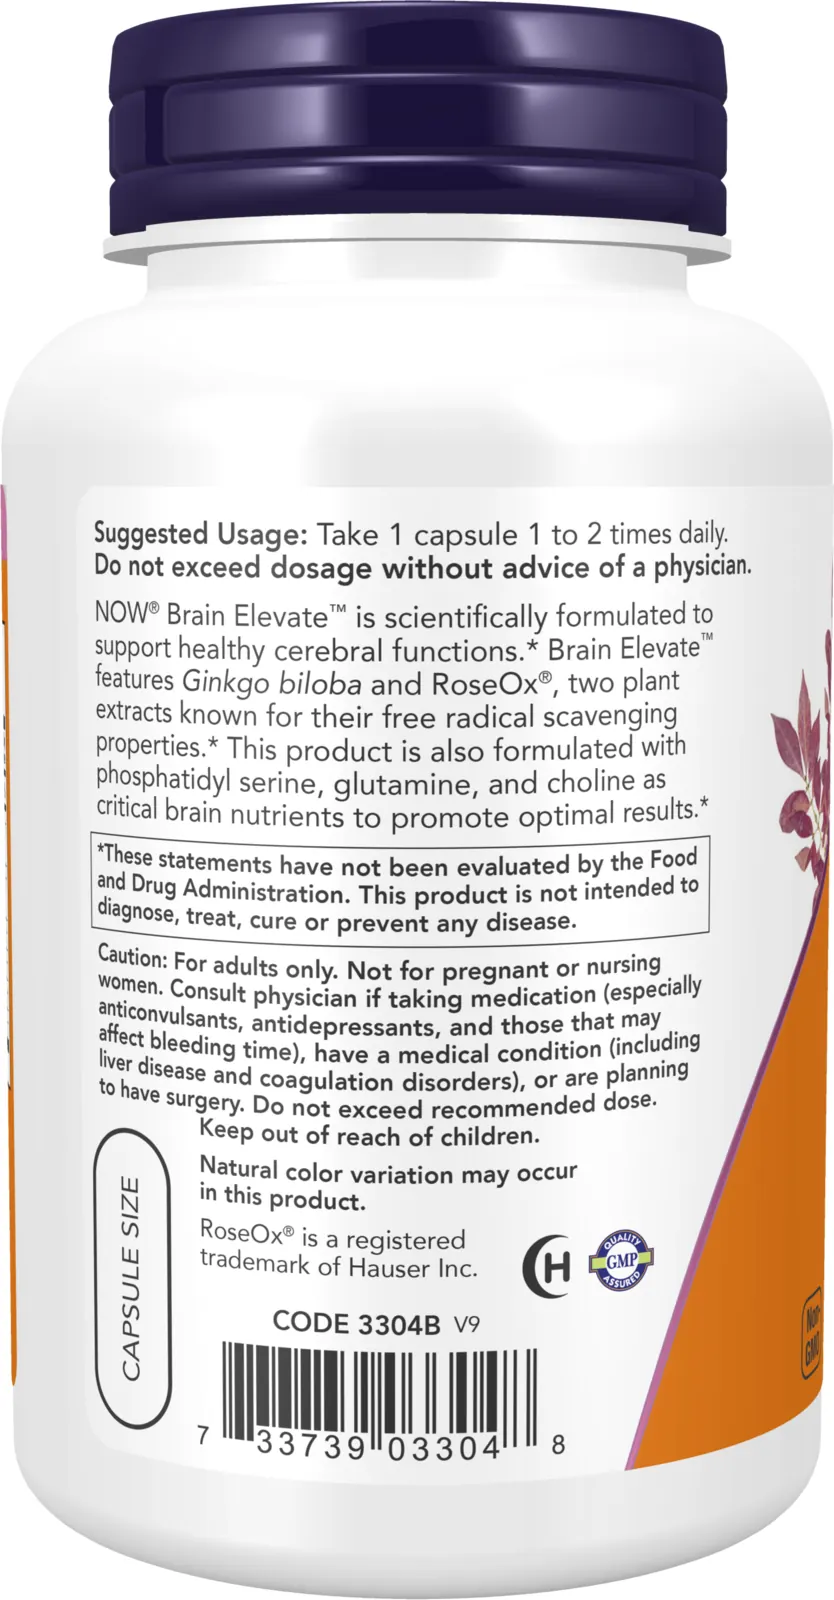 Suggested Usage: Take 1 capsule 1 to 2 times daily.
Do not exceed dosage without advice of a physician.
NOW® Brain Elevate™ is scientifically formulated to
support healthy cerebral functions.* Brain Elevate™
features Ginkgo biloba and RoseOx®, two plant
extracts known for their free radical scavenging
properties.* This product is also formulated with
phosphatidyl serine, glutamine, and choline as
critical brain nutrients to promote optimal results.*
*These statements have not been evaluated by the Food
and Drug Administration. This product is not intended to
diagnose, treat, cure or prevent any disease.
Caution: For adults only. Not for pregnant or nursing
women. Consult physician if taking medication (especially
anticonvulsants, antidepressants, and those that may
affect bleeding time), have a medical condition (including
liver disease and coagulation disorders), or are planning
to have surgery. Do not exceed recommended dose.
Keep out of reach of children.
Natural color variation may occur
in this product.
RoseOx® is a registered
trademark of Hauser Inc.
CAPSULE SIZE
H
QUALITY
GMP
ASSURED
Non-
GMO
CODE 3304B V9
7 33739 03304 8